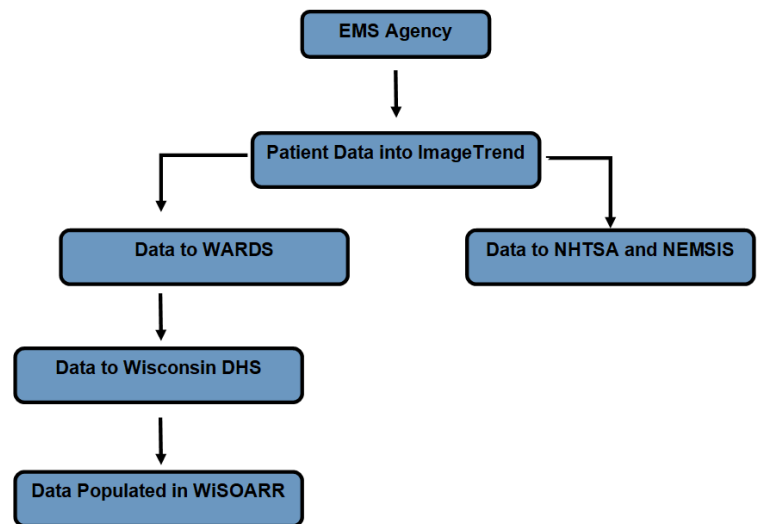 EMS Agency
Patient Data into ImageTrend
Data to WARDS
Data to NHTSA and NEMSIS
Data to Wisconsin DHS
Data Populated in WiSOARR